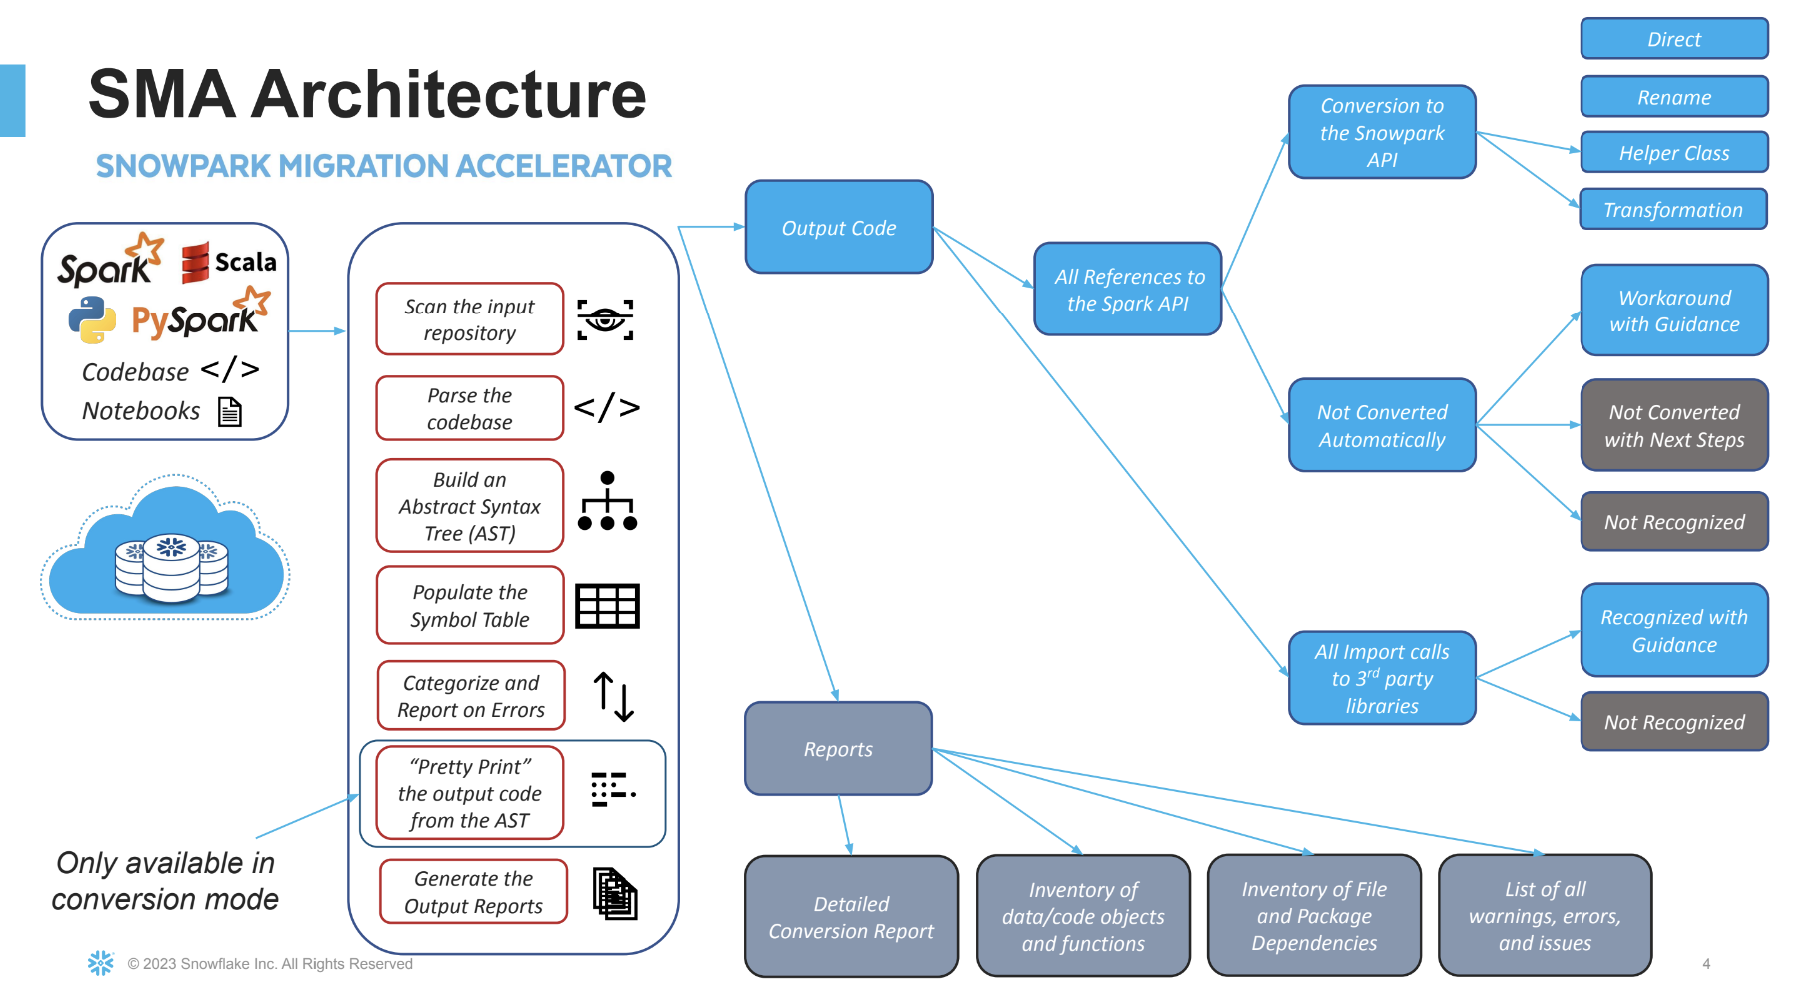 SMA Architecture
SNOWPARK MIGRATION ACCELERATOR
Spark
Scala
PySpark
Codebase </>
Notebooks
Only available in
conversion mode
Scan the input
repository
Parse the
codebase
</>
Build an
Abstract Syntax
Tree (AST)
Populate the
Symbol Table
Categorize and
Report on Errors
“Pretty Print”
the output code
from the AST
Generate the
Output Reports
Output Code
All References to
the Spark API
Conversion to
the Snowpark
API
Direct
Rename
Helper Class
Transformation
Not Converted
Automatically
Workaround
with Guidance
Not Converted
with Next Steps
Not Recognized
All Import calls
to 3rd party
libraries
Recognized with
Guidance
Not Recognized
Reports
Detailed
Conversion Report
Inventory of
data/code objects
and functions
Inventory of File
and Package
Dependencies
List of all
warnings, errors,
and issues
© 2023 Snowflake Inc. All Rights Reserved
4